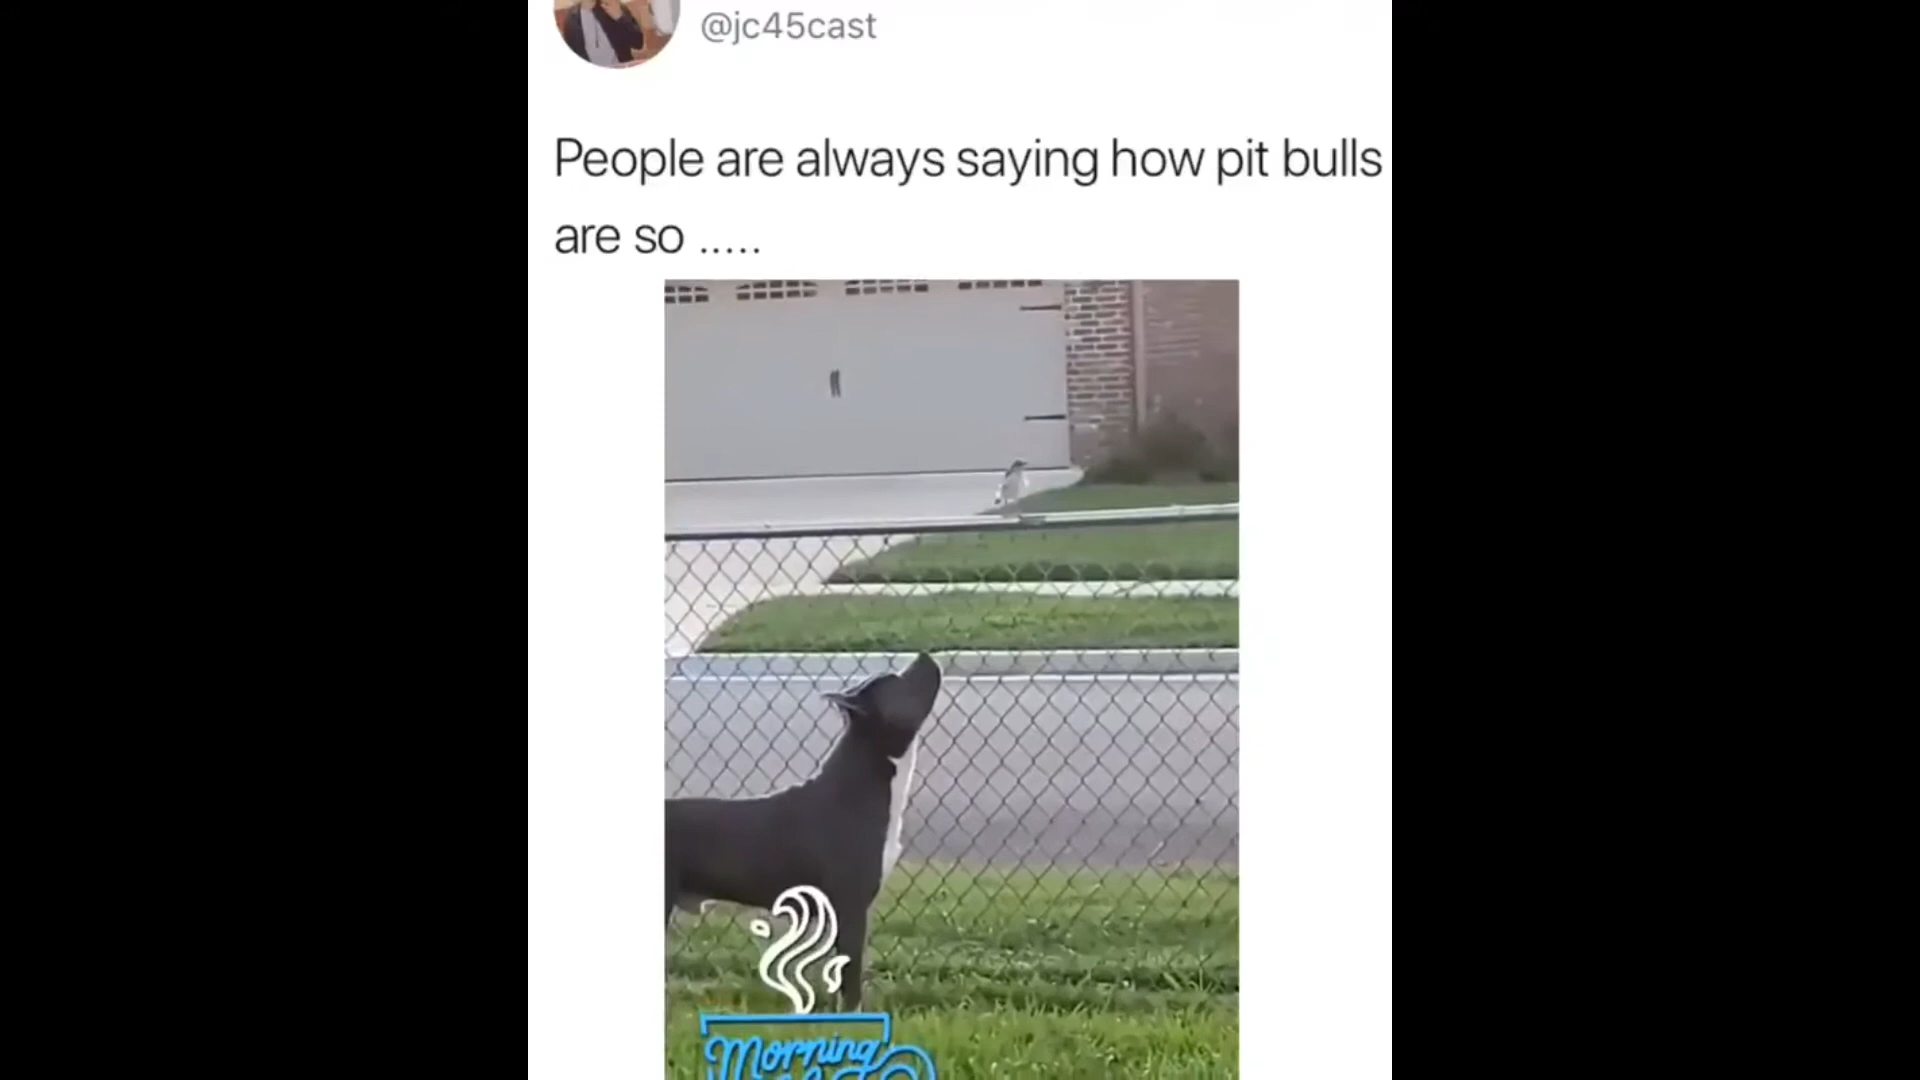 @jc45cast
People are always saying how pit bulls
are so .....
Morning